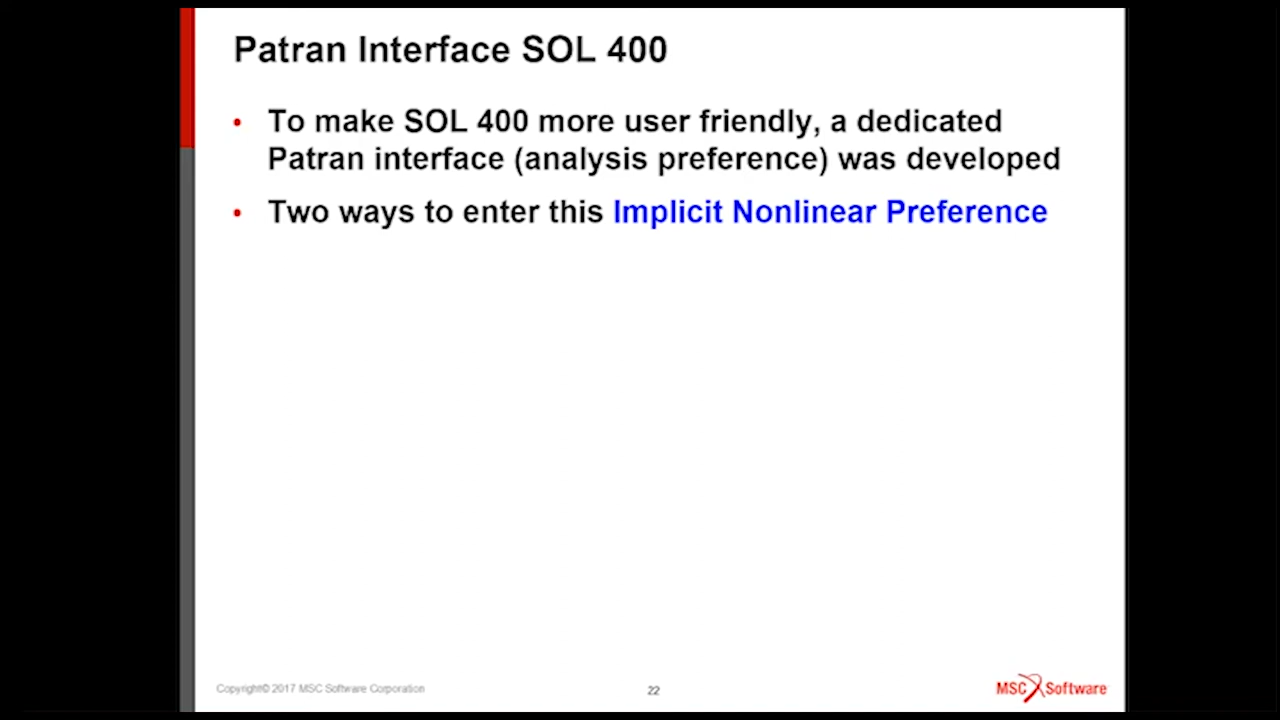 Patran Interface SOL 400
• To make SOL 400 more user friendly, a dedicated
Patran interface (analysis preference) was developed
• Two ways to enter this Implicit Nonlinear Preference
Copyright© 2017 MSC Software Corporation
22
MSC Software